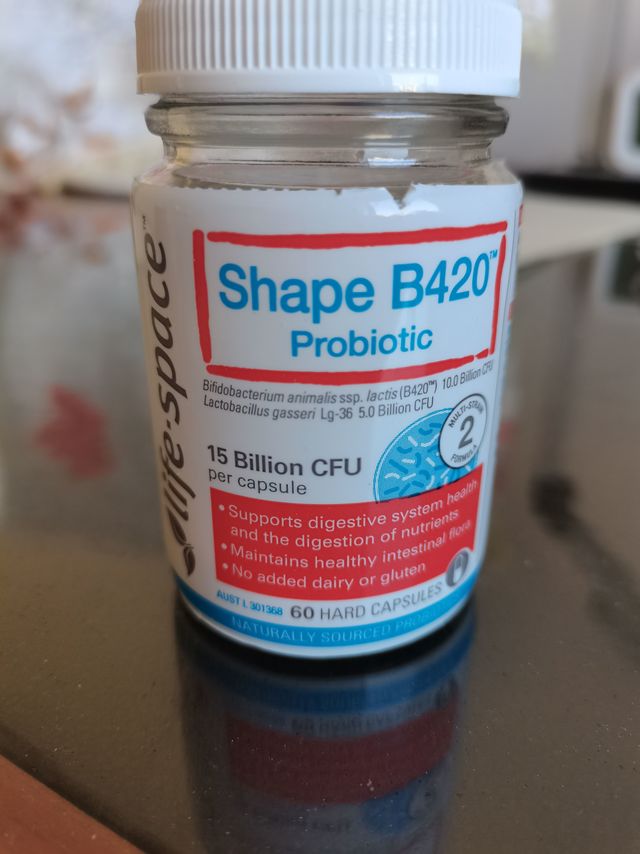 life-space™
Shape B420™
Probiotic
Bifidobacterium animalis ssp. lactis (B420™) 10.0 Billion CFU
Lactobacillus gasseri Lg-36 5.0 Billion CFU
MULTI-STRAIN
2
FORMULA
15 Billion CFU
per capsule
• Supports digestive system health
and the digestion of nutrients
• Maintains healthy intestinal flora
• No added dairy or gluten
AUST L 301368 60 HARD CAPSULES
NATURALLY SOURCED